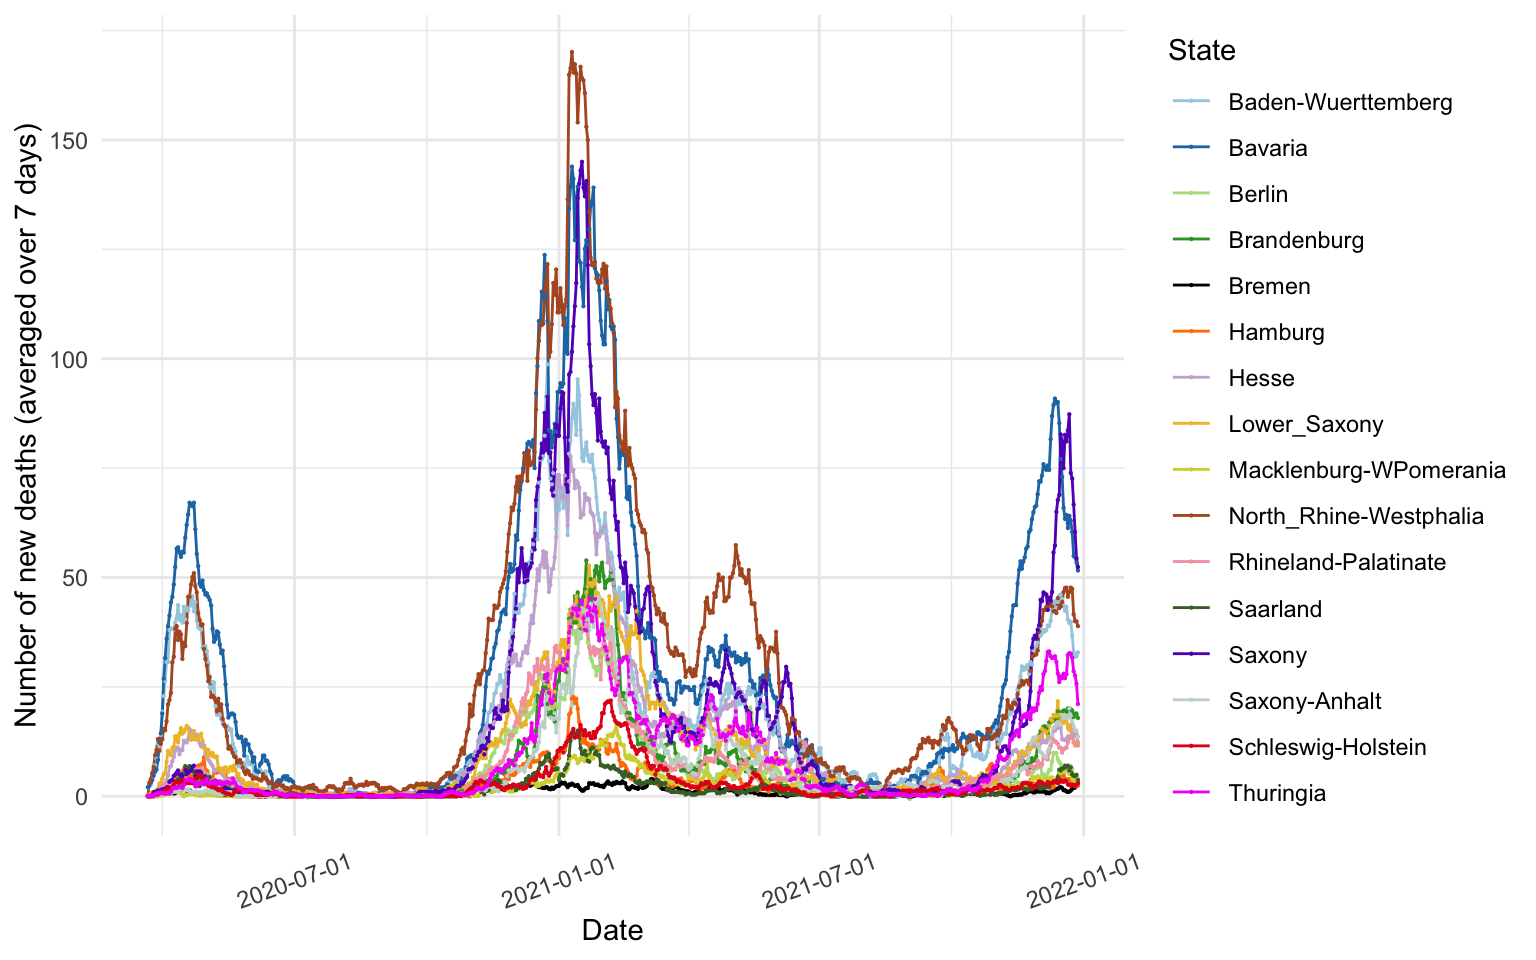 Number of new deaths (averaged over 7 days)
150
100
50
0
2020-07-01
2021-01-01
2021-07-01
2022-01-01
Date
State
Baden-Wuerttemberg
Bavaria
Berlin
Brandenburg
Bremen
Hamburg
Hesse
Lower_Saxony
Macklenburg-WPomerania
North_Rhine-Westphalia
Rhineland-Palatinate
Saarland
Saxony
Saxony-Anhalt
Schleswig-Holstein
Thuringia